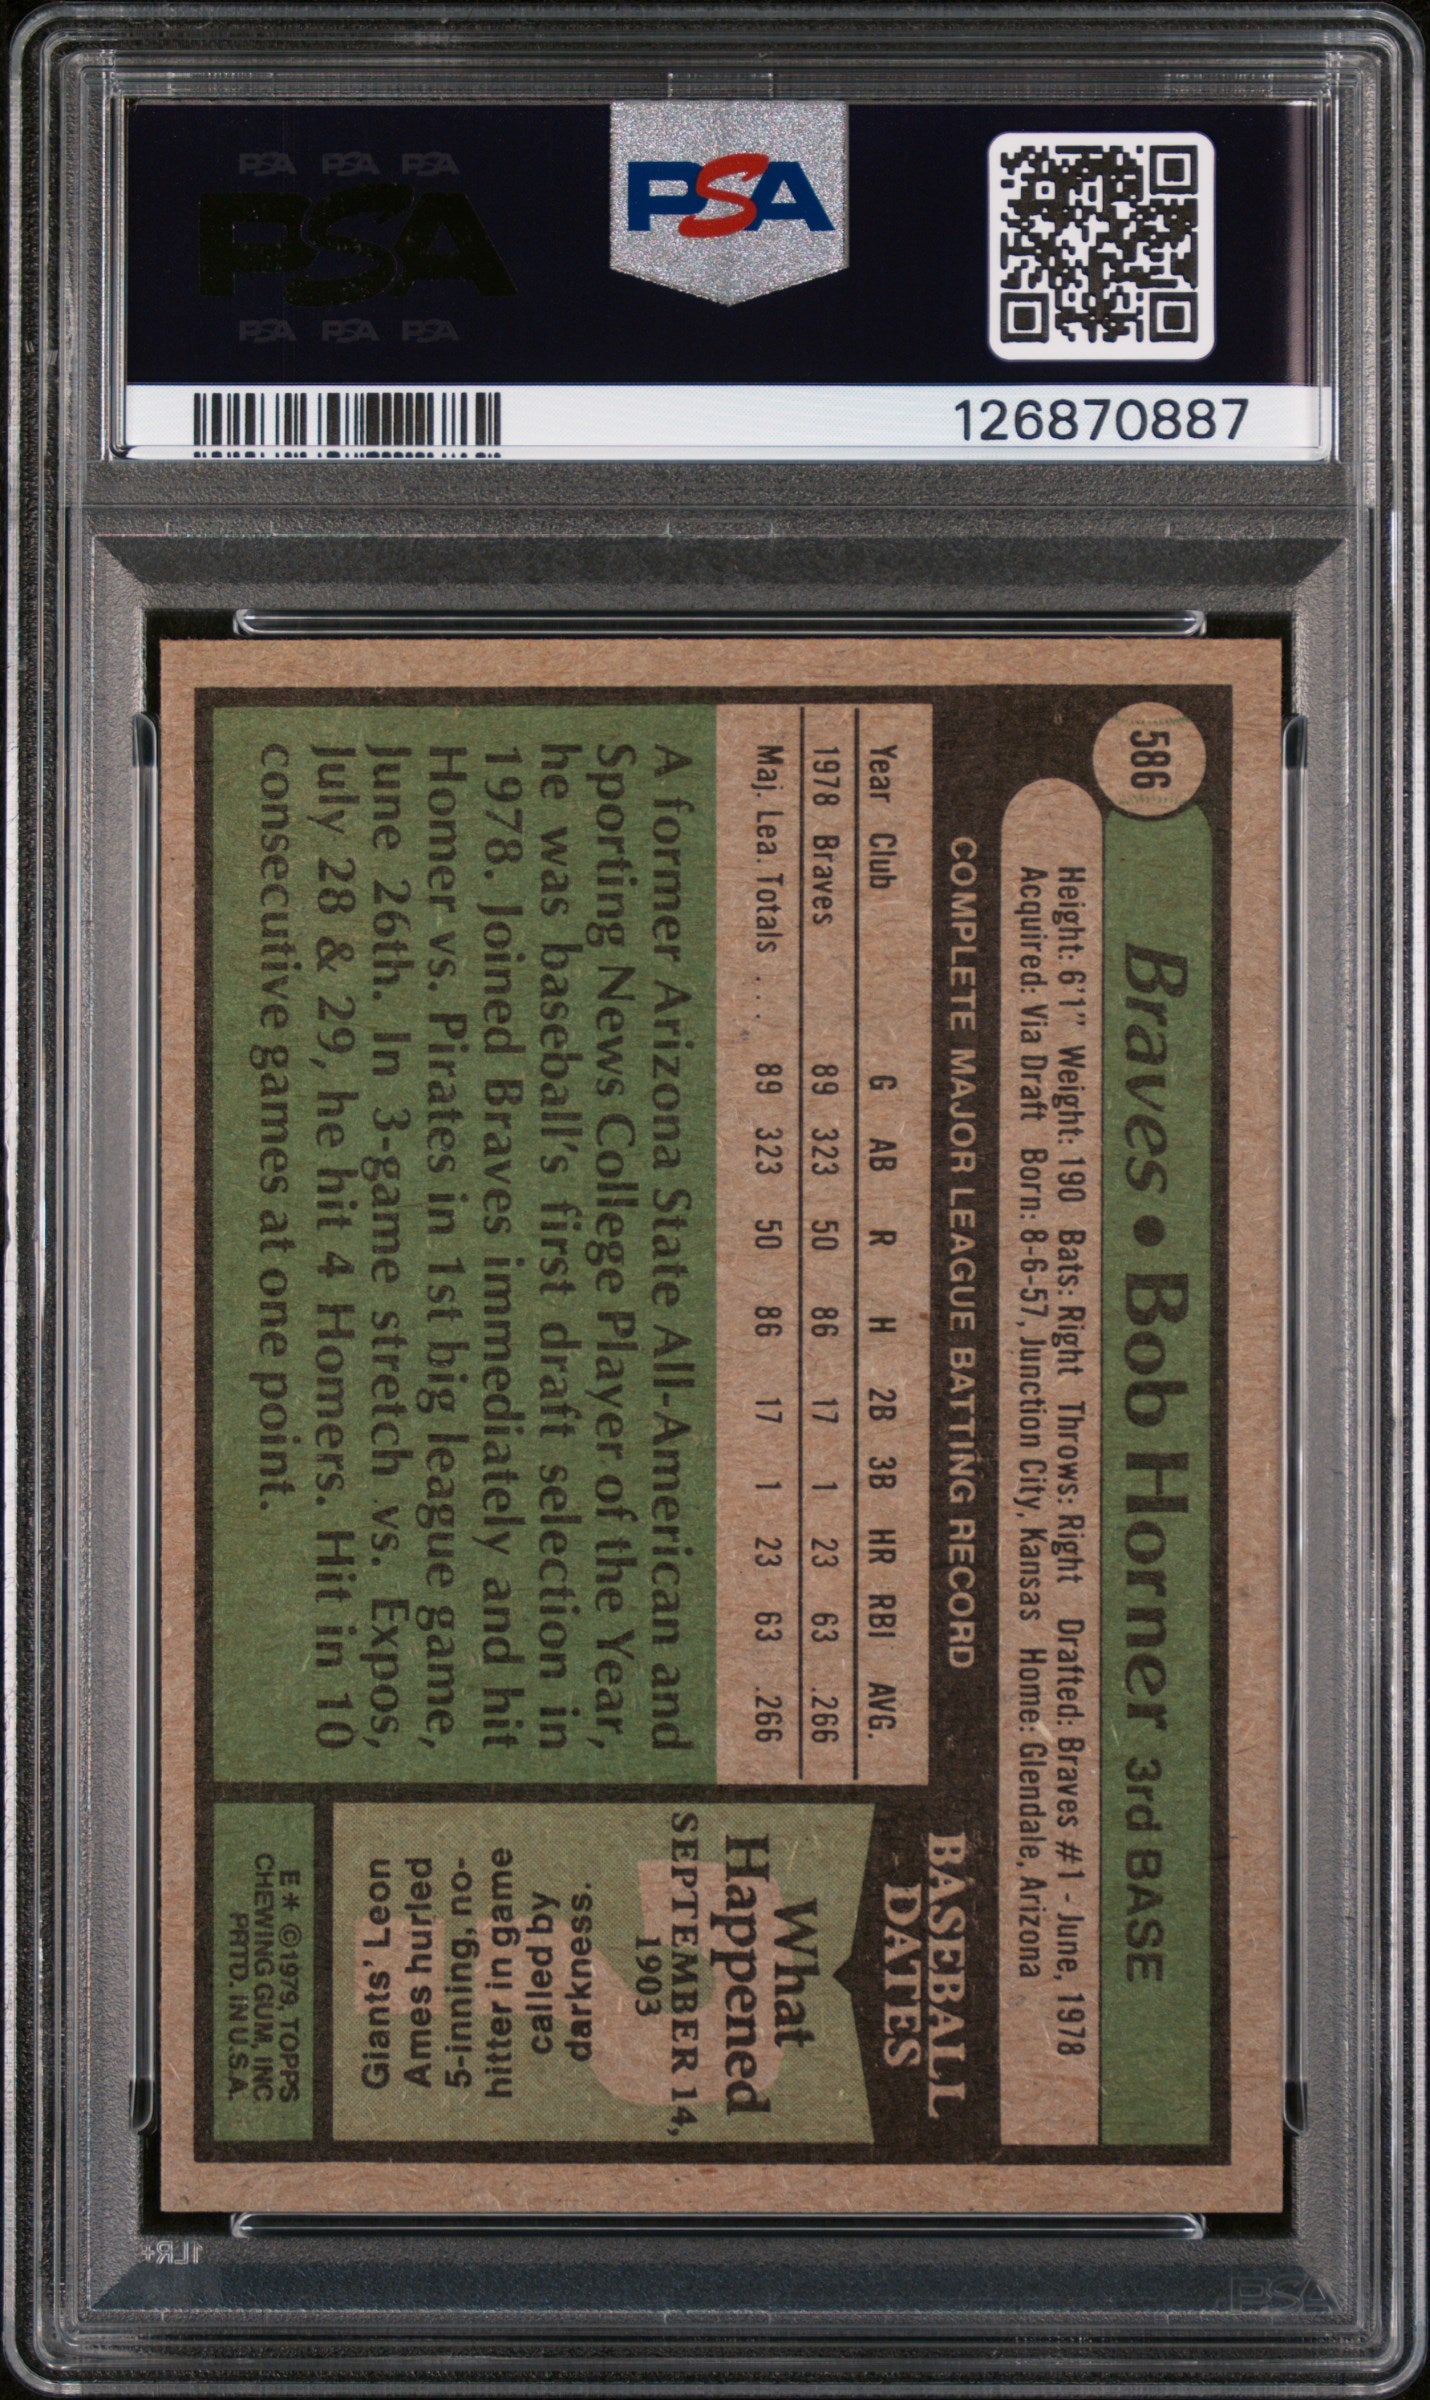 PSA PSA PSA
PSA
PSA PSA PSA
PSA
126870887
586
Braves • Bob Horner 3rd BASE
Height: 6'1" Weight: 190 Bats: Right Throws: Right Drafted: Braves #1 - June, 1978
Acquired: Via Draft Born: 8-6-57, Junction City, Kansas Home: Glendale, Arizona
COMPLETE MAJOR LEAGUE BATTING RECORD
Year Club G AB R H 2B 3B HR RBI AVG.
1978 Braves 89 323 50 86 17 1 23 63 .266
Maj. Lea. Totals . . . 89 323 50 86 17 1 23 63 .266
A former Arizona State All-American and
Sporting News College Player of the Year,
he was baseball's first draft selection in
1978. Joined Braves immediately and hit
Homer vs. Pirates in 1st big league game,
June 26th. In 3-game stretch vs. Expos,
July 28 & 29, he hit 4 Homers. Hit in 10
consecutive games at one point.
BASEBALL
DATES
What
Happened
SEPTEMBER 14,
1903
Giants' Leon
Ames hurled
5-inning, no-
hitter in game
called by
darkness.
E* ©1979, TOPPS
CHEWING GUM, INC
PRTD. IN U.S.A.
1LR+
PSA